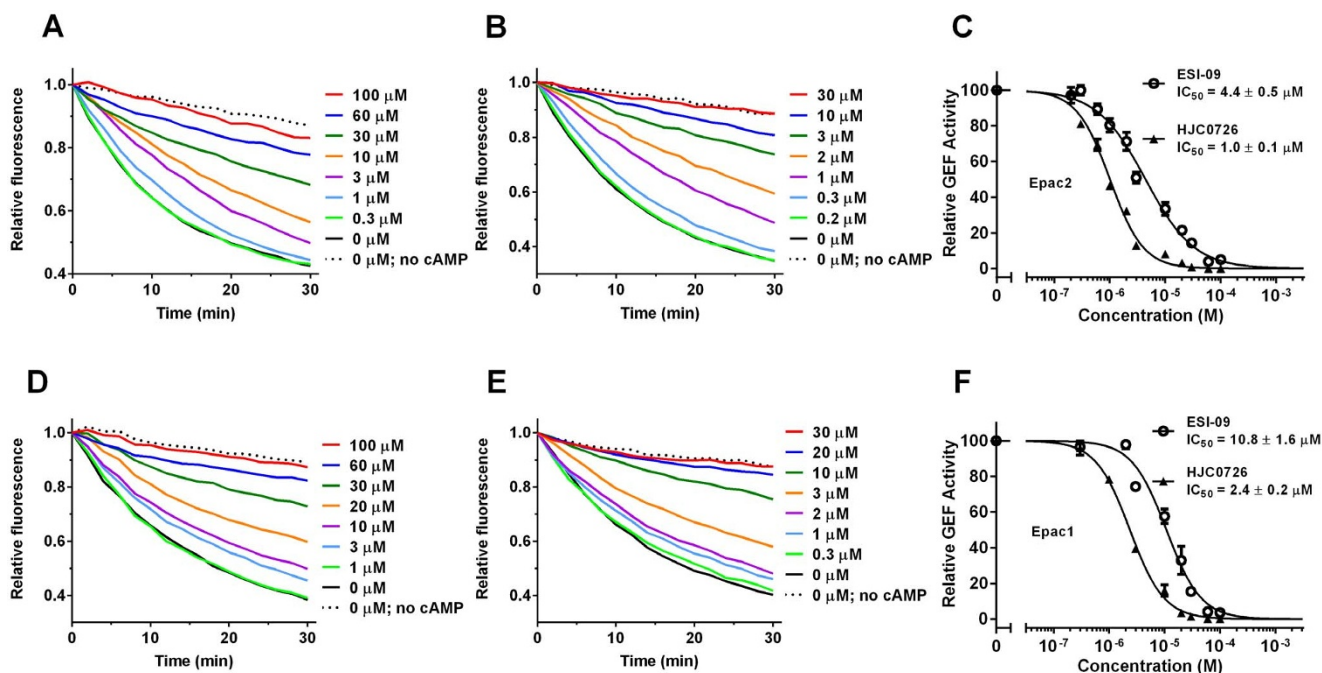 A
Relative fluorescence
1.0
0.8
0.6
0.4
0
10
20
30
Time (min)
100 μM
60 μM
30 μM
10 μM
3 μM
1 μM
0.3 μM
0 μM
0 μM; no cAMP
B
Relative fluorescence
1.0
0.8
0.6
0.4
0
10
20
30
Time (min)
30 μM
10 μM
3 μM
2 μM
1 μM
0.3 μM
0.2 μM
0 μM
0 μM; no cAMP
C
Relative GEF Activity
100
80
60
40
20
0
Epac2
ESI-09
IC50 = 4.4 ± 0.5 μM
HJC0726
IC50 = 1.0 ± 0.1 μM
0
10-7
10-6
10-5
10-4
10-3
Concentration (M)
D
Relative fluorescence
1.0
0.8
0.6
0.4
0
10
20
30
Time (min)
100 μM
60 μM
30 μM
20 μM
10 μM
3 μM
1 μM
0 μM
0 μM; no cAMP
E
Relative fluorescence
1.0
0.8
0.6
0.4
0
10
20
30
Time (min)
30 μM
20 μM
10 μM
3 μM
2 μM
1 μM
0.3 μM
0 μM
0 μM; no cAMP
F
Relative GEF Activity
100
80
60
40
20
0
Epac1
ESI-09
IC50 = 10.8 ± 1.6 μM
HJC0726
IC50 = 2.4 ± 0.2 μM
0
10-7
10-6
10-5
10-4
10-3
Concentration (M)